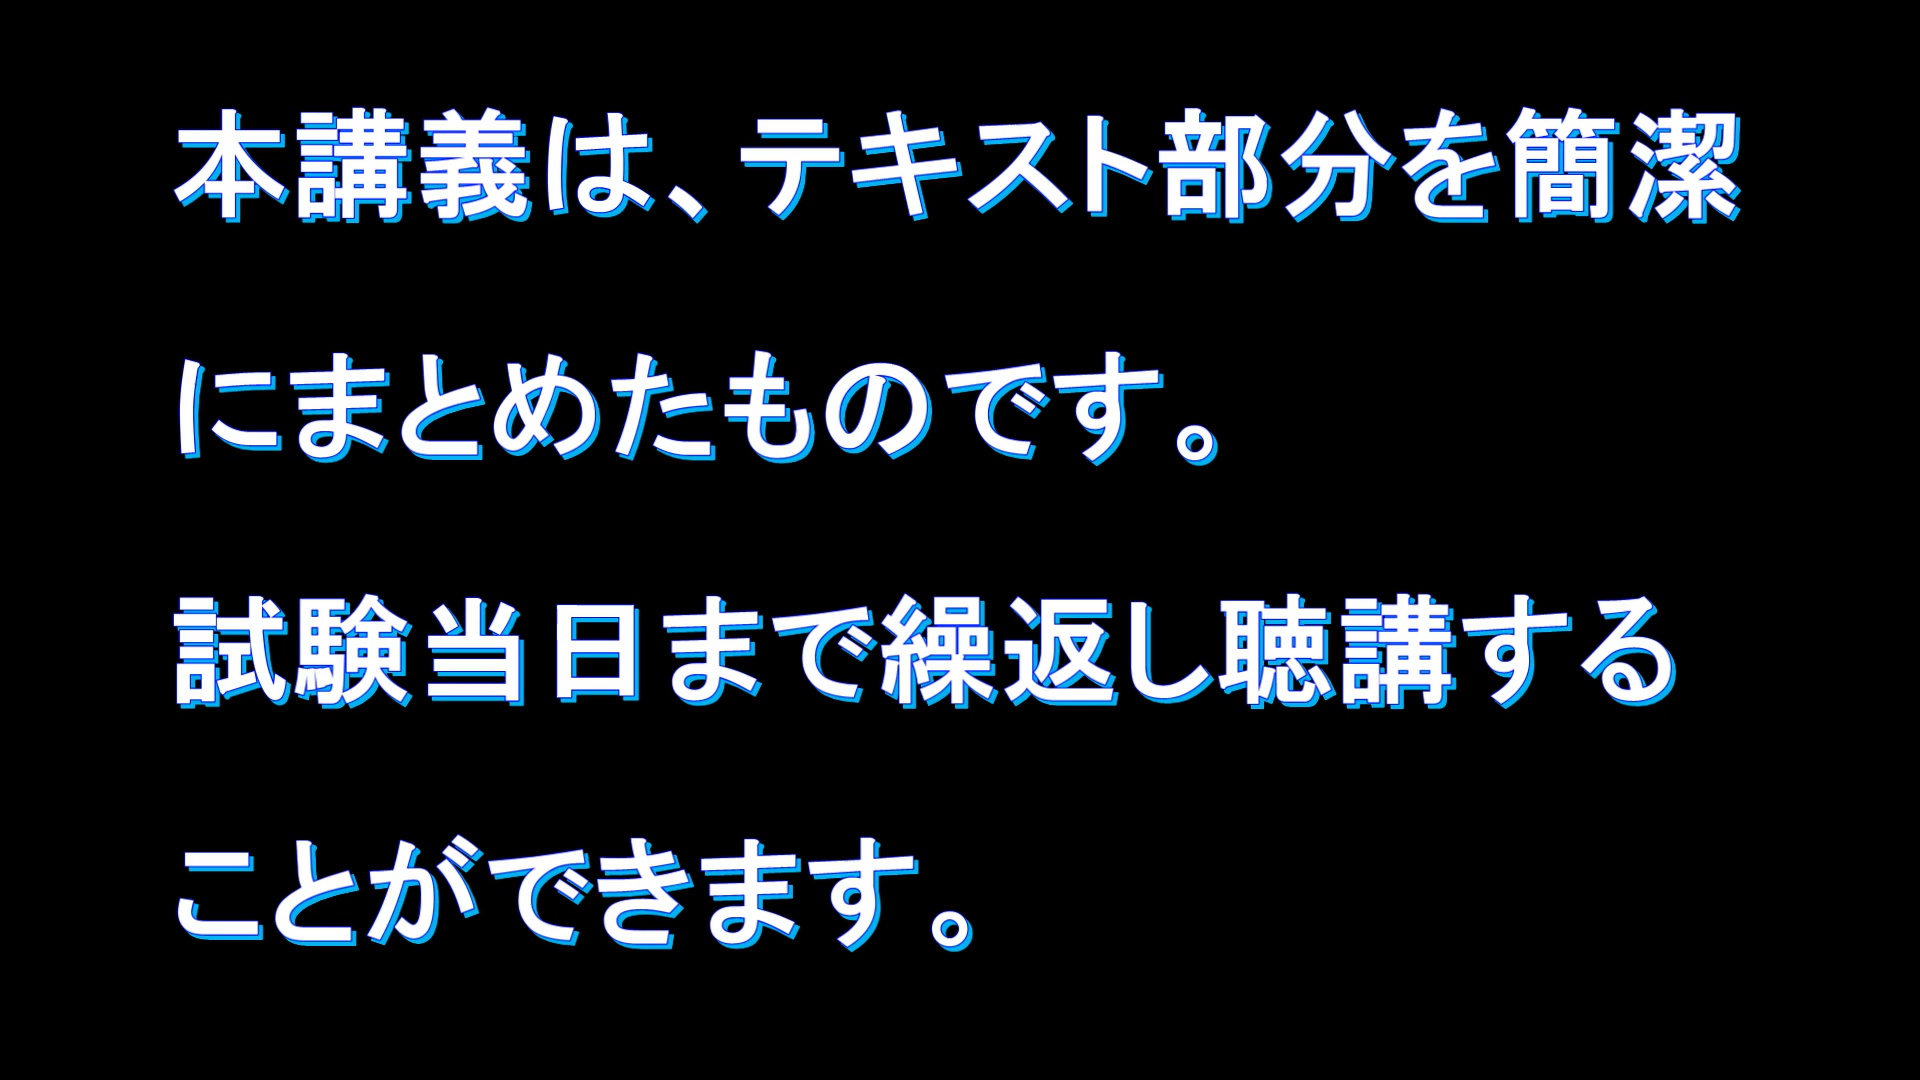 本講義は、テキスト部分を簡潔
にまとめたものです。
試験当日まで繰返し聴講する
ことができます。